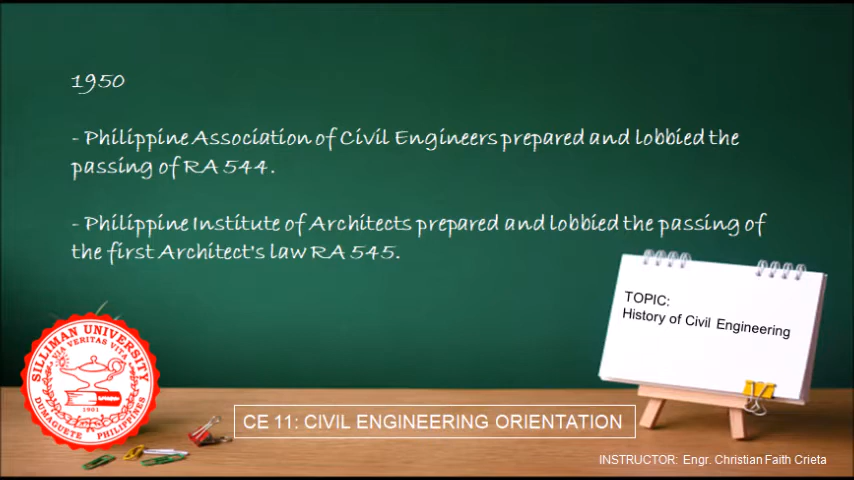 1950
- Philippine Association of Civil Engineers prepared and lobbied the
passing of RA 544.
- Philippine Institute of Architects prepared and lobbied the passing of
the first Architect's law RA 545.
TOPIC:
History of Civil Engineering
SILLIMAN UNIVERSITY
VIA VERITAS VITA
1901
DUMAGUETE PHILIPPINES
CE 11: CIVIL ENGINEERING ORIENTATION
INSTRUCTOR: Engr. Christian Faith Crieta